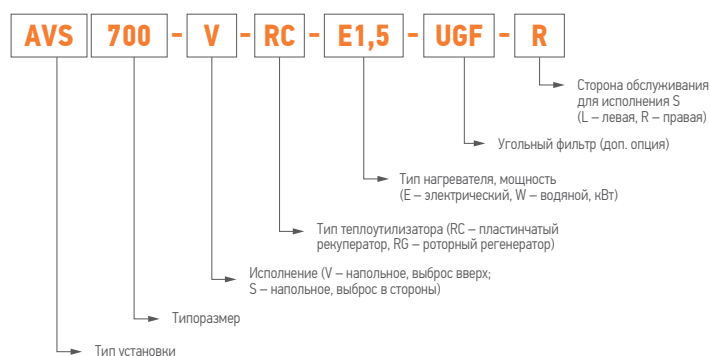 AVS 700 - V - RC - E1,5 - UGF - R
Сторона обслуживания
для исполнения S
(L – левая, R – правая)
Угольный фильтр (доп. опция)
Тип нагревателя, мощность
(E – электрический, W – водяной, кВт)
Тип теплоутилизатора (RC – пластинчатый
рекуператор, RG – роторный регенератор)
Исполнение (V – напольное, выброс вверх;
S – напольное, выброс в стороны)
Типоразмер
Тип установки